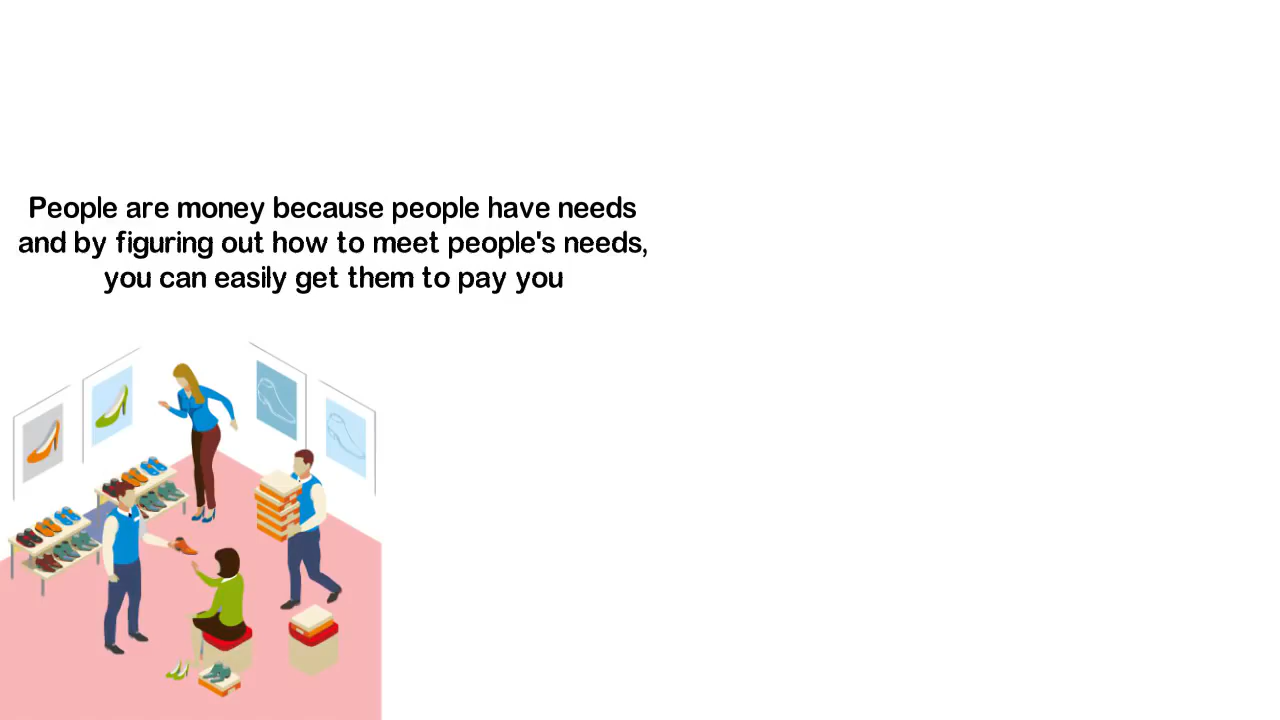 People are money because people have needs
and by figuring out how to meet people's needs,
you can easily get them to pay you